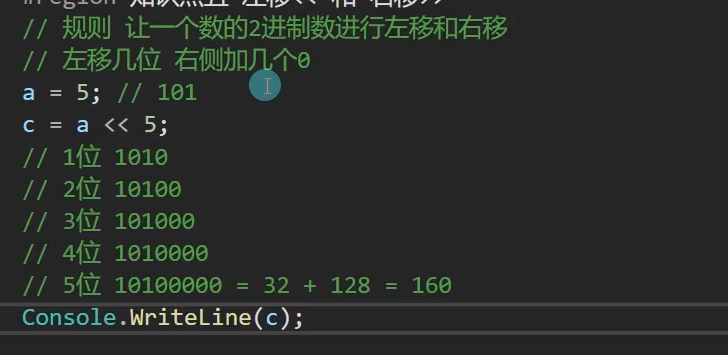 // 规则 让一个数的2进制数进行左移和右移
// 左移几位 右侧加几个0
a = 5; // 101
c = a << 5;
// 1位 1010
// 2位 10100
// 3位 101000
// 4位 1010000
// 5位 10100000 = 32 + 128 = 160
Console.WriteLine(c);